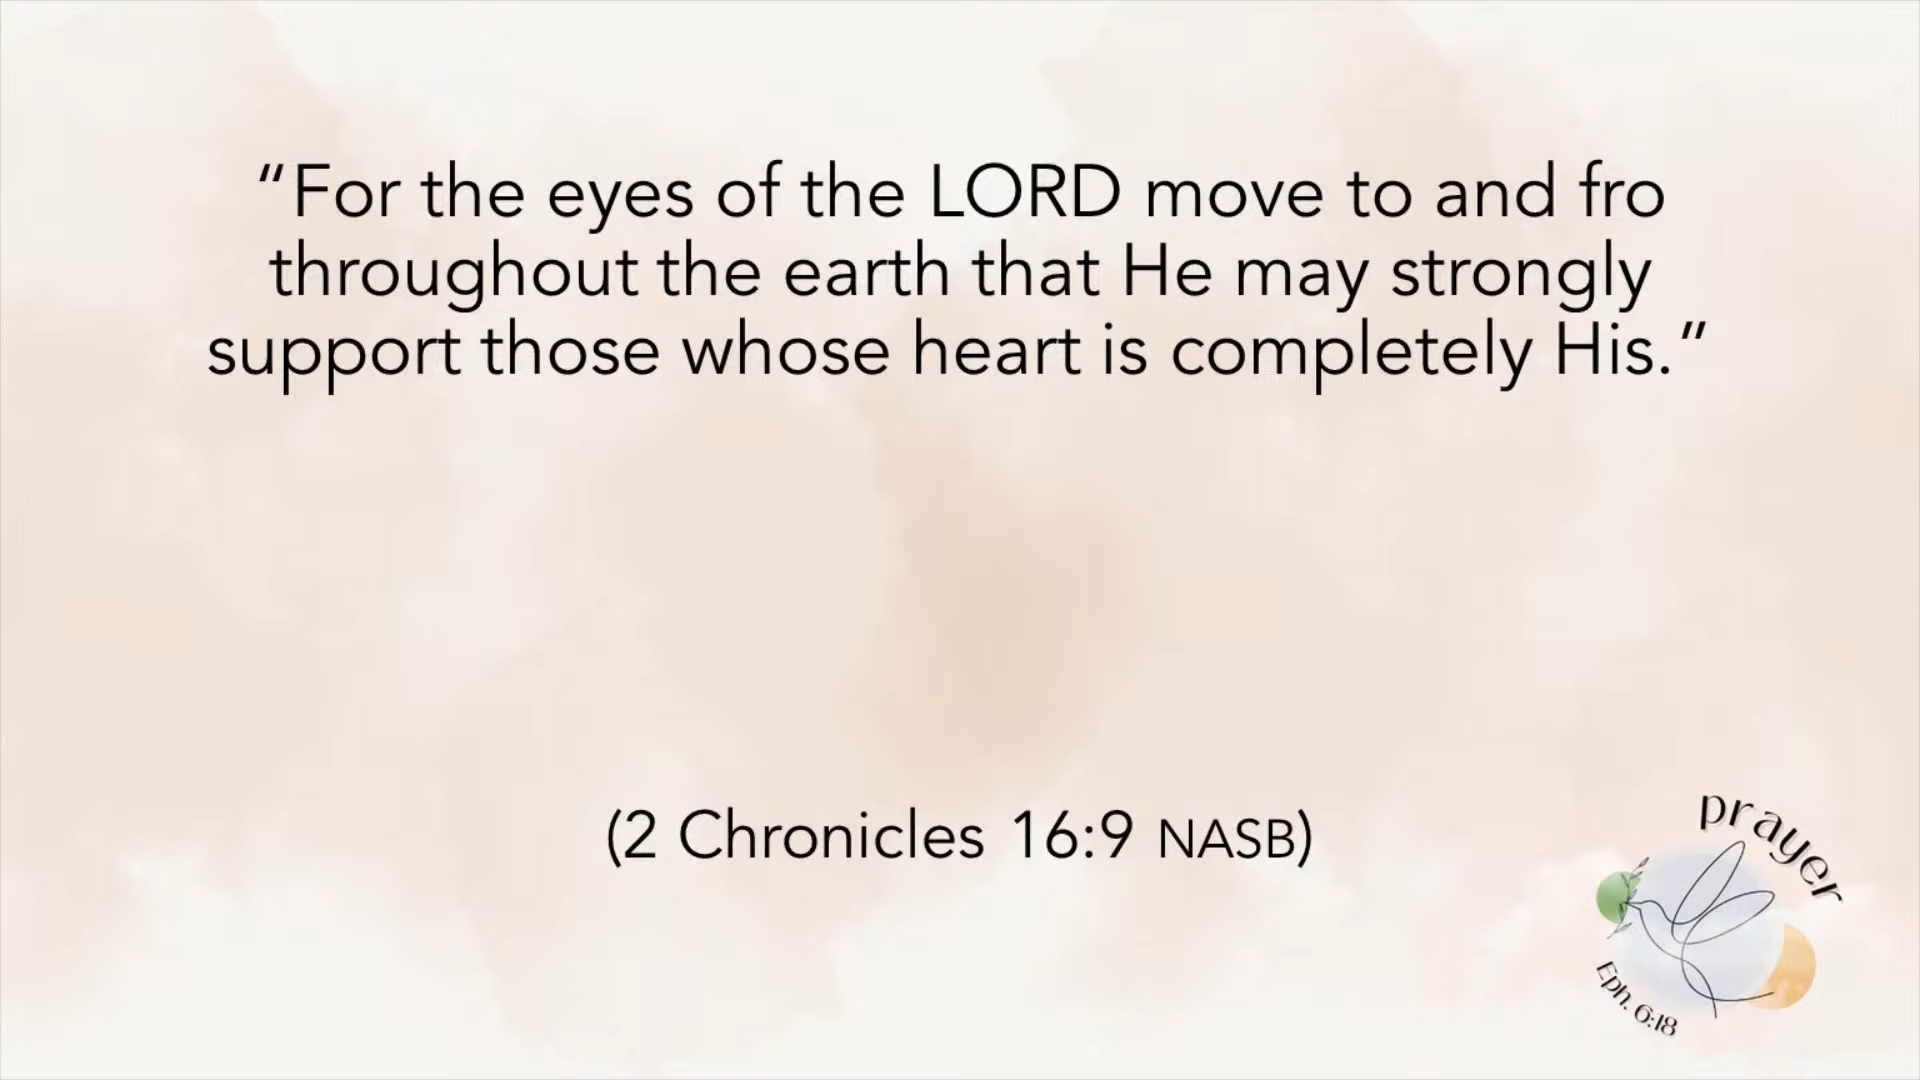 “For the eyes of the LORD move to and fro
throughout the earth that He may strongly
support those whose heart is completely His.”
(2 Chronicles 16:9 NASB)
prayer
Eph. 6:18